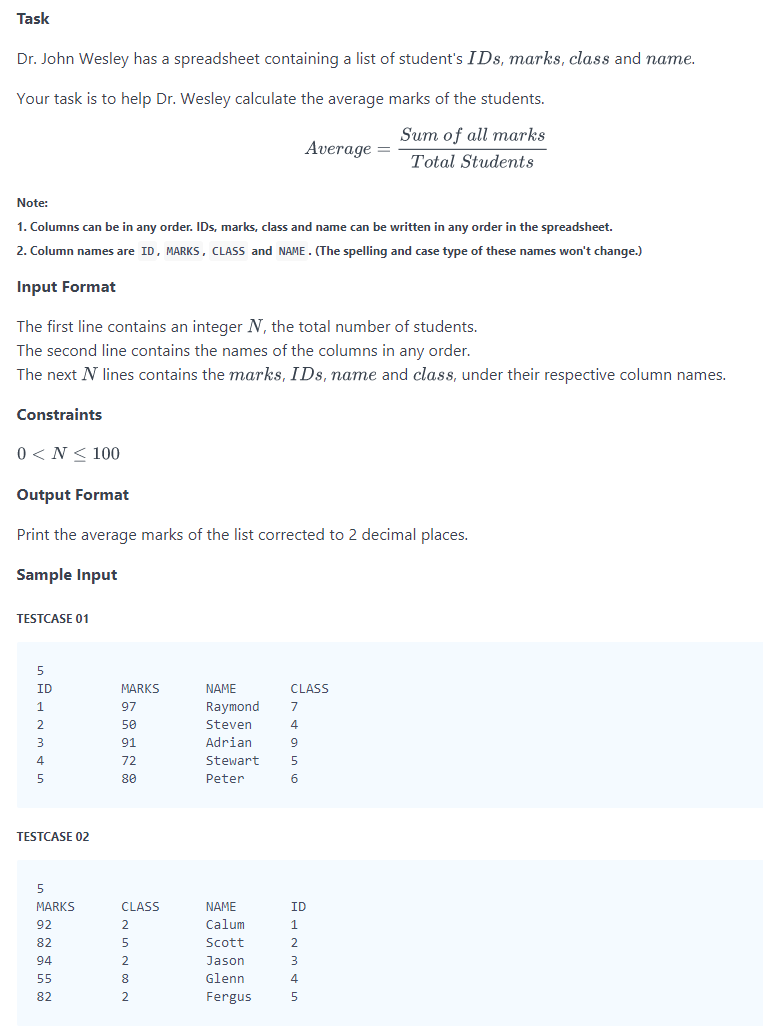 Task
Dr. John Wesley has a spreadsheet containing a list of student's IDs, marks, class and name.
Your task is to help Dr. Wesley calculate the average marks of the students.
Average = Sum of all marks / Total Students
Note:
1. Columns can be in any order. IDs, marks, class and name can be written in any order in the spreadsheet.
2. Column names are ID, MARKS, CLASS and NAME. (The spelling and case type of these names won't change.)
Input Format
The first line contains an integer N, the total number of students.
The second line contains the names of the columns in any order.
The next N lines contains the marks, IDs, name and class, under their respective column names.
Constraints
0 < N ≤ 100
Output Format
Print the average marks of the list corrected to 2 decimal places.
Sample Input
TESTCASE 01
5
ID MARKS NAME CLASS
1 97 Raymond 7
2 50 Steven 4
3 91 Adrian 9
4 72 Stewart 5
5 80 Peter 6
TESTCASE 02
5
MARKS CLASS NAME ID
92 2 Calum 1
82 5 Scott 2
94 2 Jason 3
55 8 Glenn 4
82 2 Fergus 5